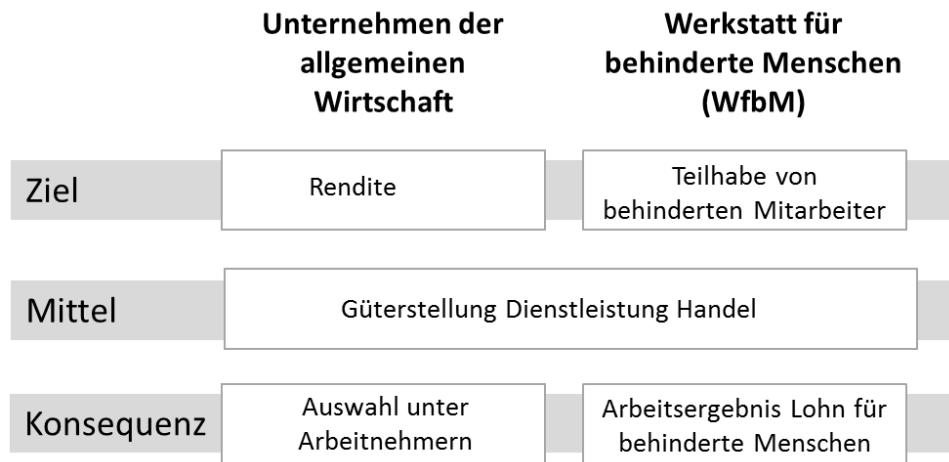 Unternehmen der
allgemeinen
Wirtschaft
Werkstatt für
behinderte Menschen
(WfbM)
Ziel
Rendite
Teilhabe von
behinderten Mitarbeiter
Mittel
Güterstellung Dienstleistung Handel
Konsequenz
Auswahl unter
Arbeitnehmern
Arbeitsergebnis Lohn für
behinderte Menschen